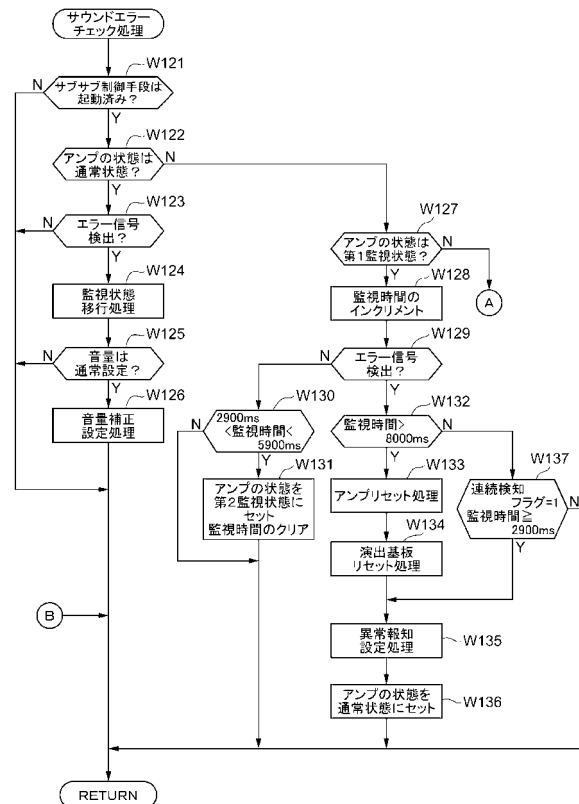 サウンドエラー
チェック処理
W121
サブサブ制御手段は
起動済み？
N
Y
W122
アンプの状態は
通常状態？
N
Y
W123
エラー信号
検出？
N
Y
W124
監視状態
移行処理
W125
音量は
通常設定？
N
Y
W126
音量補正
設定処理
W127
アンプの状態は
第1監視状態？
N
Y
A
W128
監視時間の
インクリメント
W129
エラー信号
検出？
N
Y
W130
2900ms
<監視時間<
5900ms
N
Y
W131
アンプの状態を
第2監視状態に
セット
監視時間のクリア
W132
監視時間>
8000ms
N
Y
W133
アンプリセット処理
W134
演出基板
リセット処理
W137
連続検知
フラグ=1
監視時間≧
2900ms
N
Y
W135
異常報知
設定処理
W136
アンプの状態を
通常状態にセット
B
RETURN